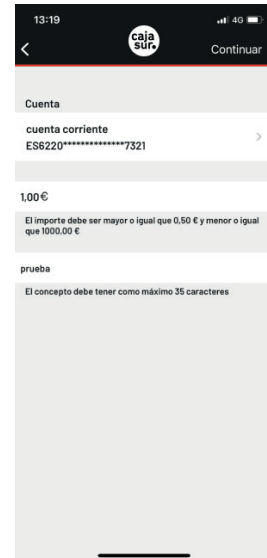 13:19
4G
caja
sur.
Continuar
Cuenta
cuenta corriente
ES6220**************7321
1,00€
El importe debe ser mayor o igual que 0,50 € y menor o igual
que 1000,00 €
prueba
El concepto debe tener como máximo 35 caracteres